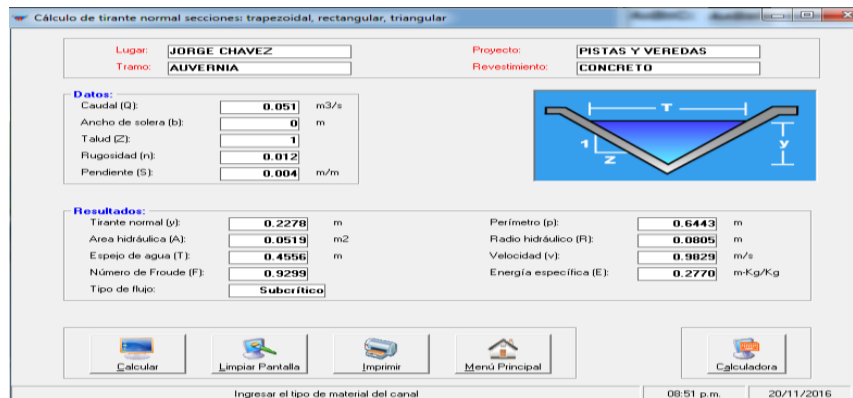 Cálculo de tirante normal secciones: trapezoidal, rectangular, triangular
Lugar: JORGE CHAVEZ Proyecto: PISTAS Y VEREDAS
Tramo: AUVERNIA Revestimiento: CONCRETO
Datos:
Caudal (Q): 0.051 m3/s
Ancho de solera (b): 0 m
Talud (Z): 1
Rugosidad (n): 0.012
Pendiente (S): 0.004 m/m
T
1
Z
y
Resultados:
Tirante normal (y): 0.2278 m Perímetro (p): 0.6443 m
Area hidráulica (A): 0.0519 m2 Radio hidráulico (R): 0.0805 m
Espejo de agua (T): 0.4556 m Velocidad (v): 0.9829 m/s
Número de Froude (F): 0.9299 Energía específica (E): 0.2770 m-Kg/Kg
Tipo de flujo: Subcrítico
Calcular Limpiar Pantalla Imprimir Menú Principal Calculadora
Ingresar el tipo de material del canal 08:51 p.m. 20/11/2016